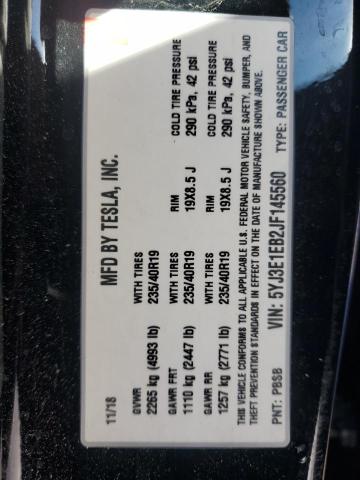 MFD BY TESLA, INC.
11/18
GVWR WITH TIRES RIM COLD TIRE PRESSURE
2265 kg (4993 lb) 235/40R19 19X8.5 J 290 kPa, 42 psi
GAWR FRT WITH TIRES RIM COLD TIRE PRESSURE
1110 kg (2447 lb) 235/40R19 19X8.5 J 290 kPa, 42 psi
GAWR RR
1257 kg (2771 lb) 235/40R19
THIS VEHICLE CONFORMS TO ALL APPLICABLE U.S. FEDERAL MOTOR VEHICLE SAFETY, BUMPER, AND
THEFT PREVENTION STANDARDS IN EFFECT ON THE DATE OF MANUFACTURE SHOWN ABOVE.
VIN: 5YJ3E1EB2JF145560
PNT: PBSB TYPE: PASSENGER CAR